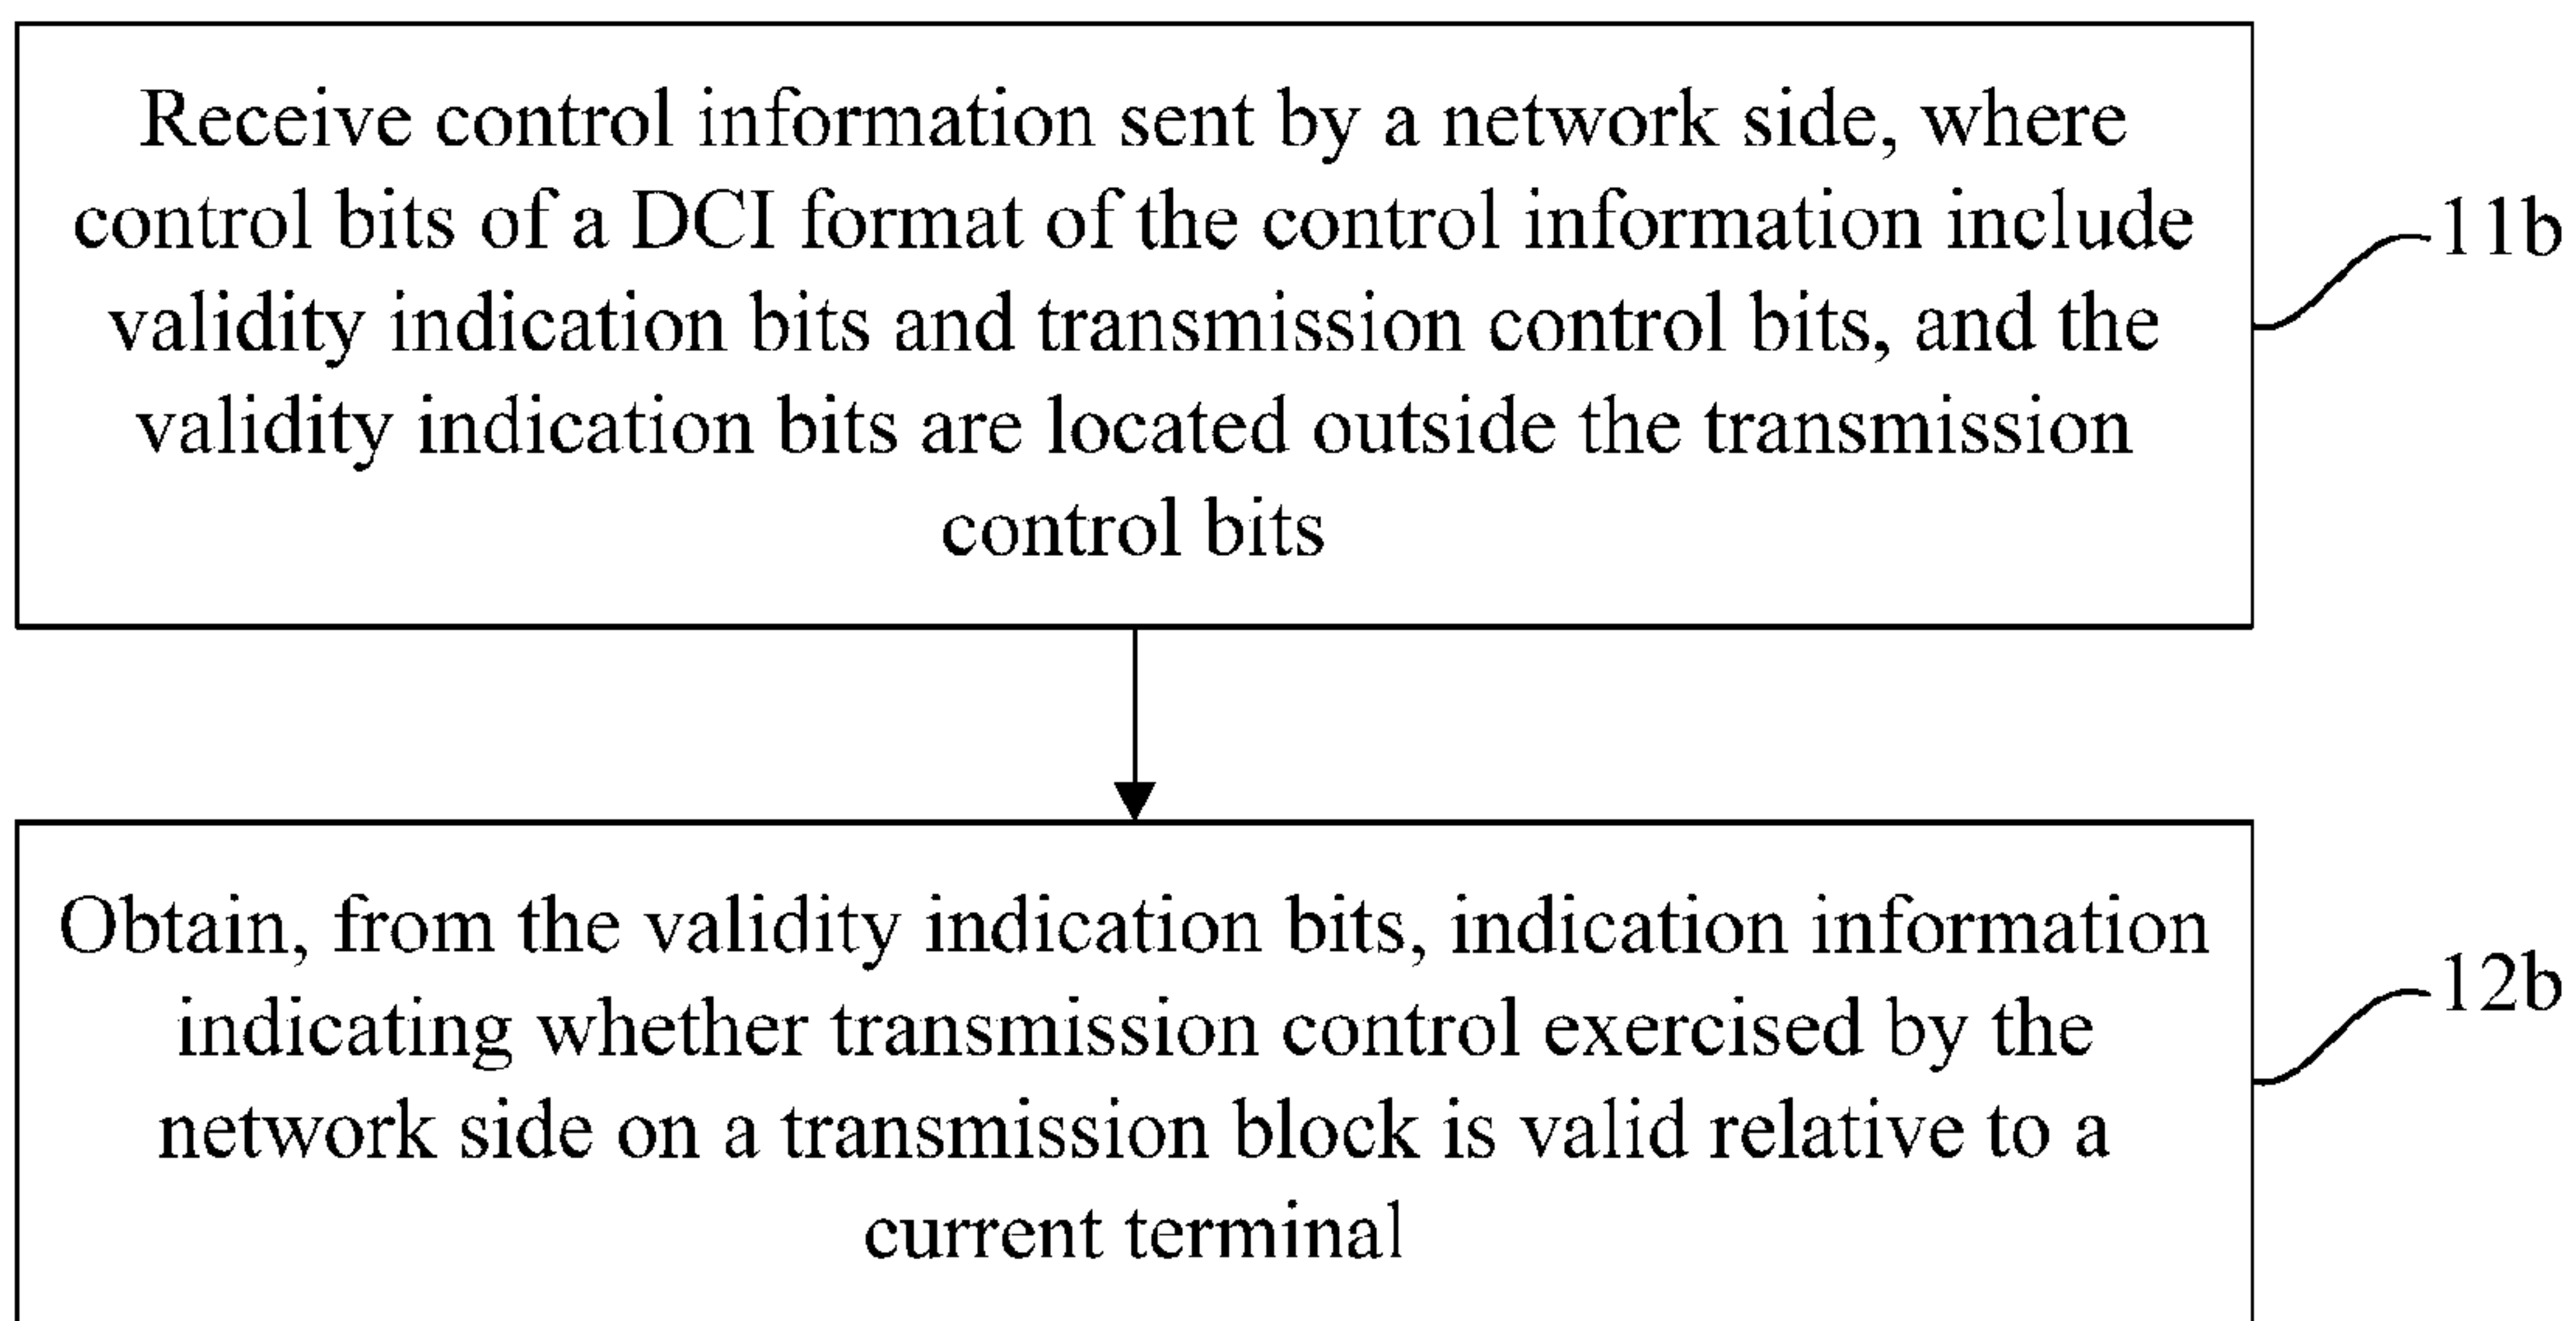 Receive control information sent by a network side, where
control bits of a DCI format of the control information include
validity indication bits and transmission control bits, and the
validity indication bits are located outside the transmission
control bits
11b
Obtain, from the validity indication bits, indication information
indicating whether transmission control exercised by the
network side on a transmission block is valid relative to a
current terminal
12b